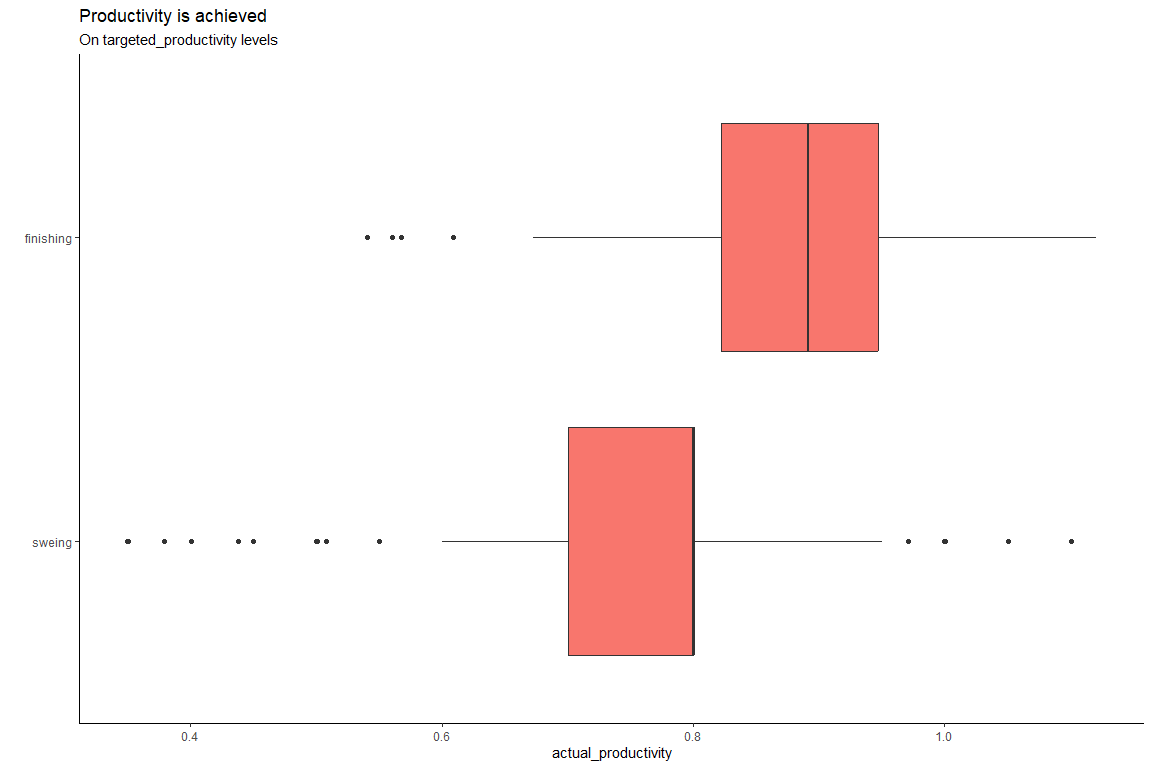 Productivity is achieved
On targeted_productivity levels
finishing
sweing
0.4
0.6
0.8
1.0
actual_productivity